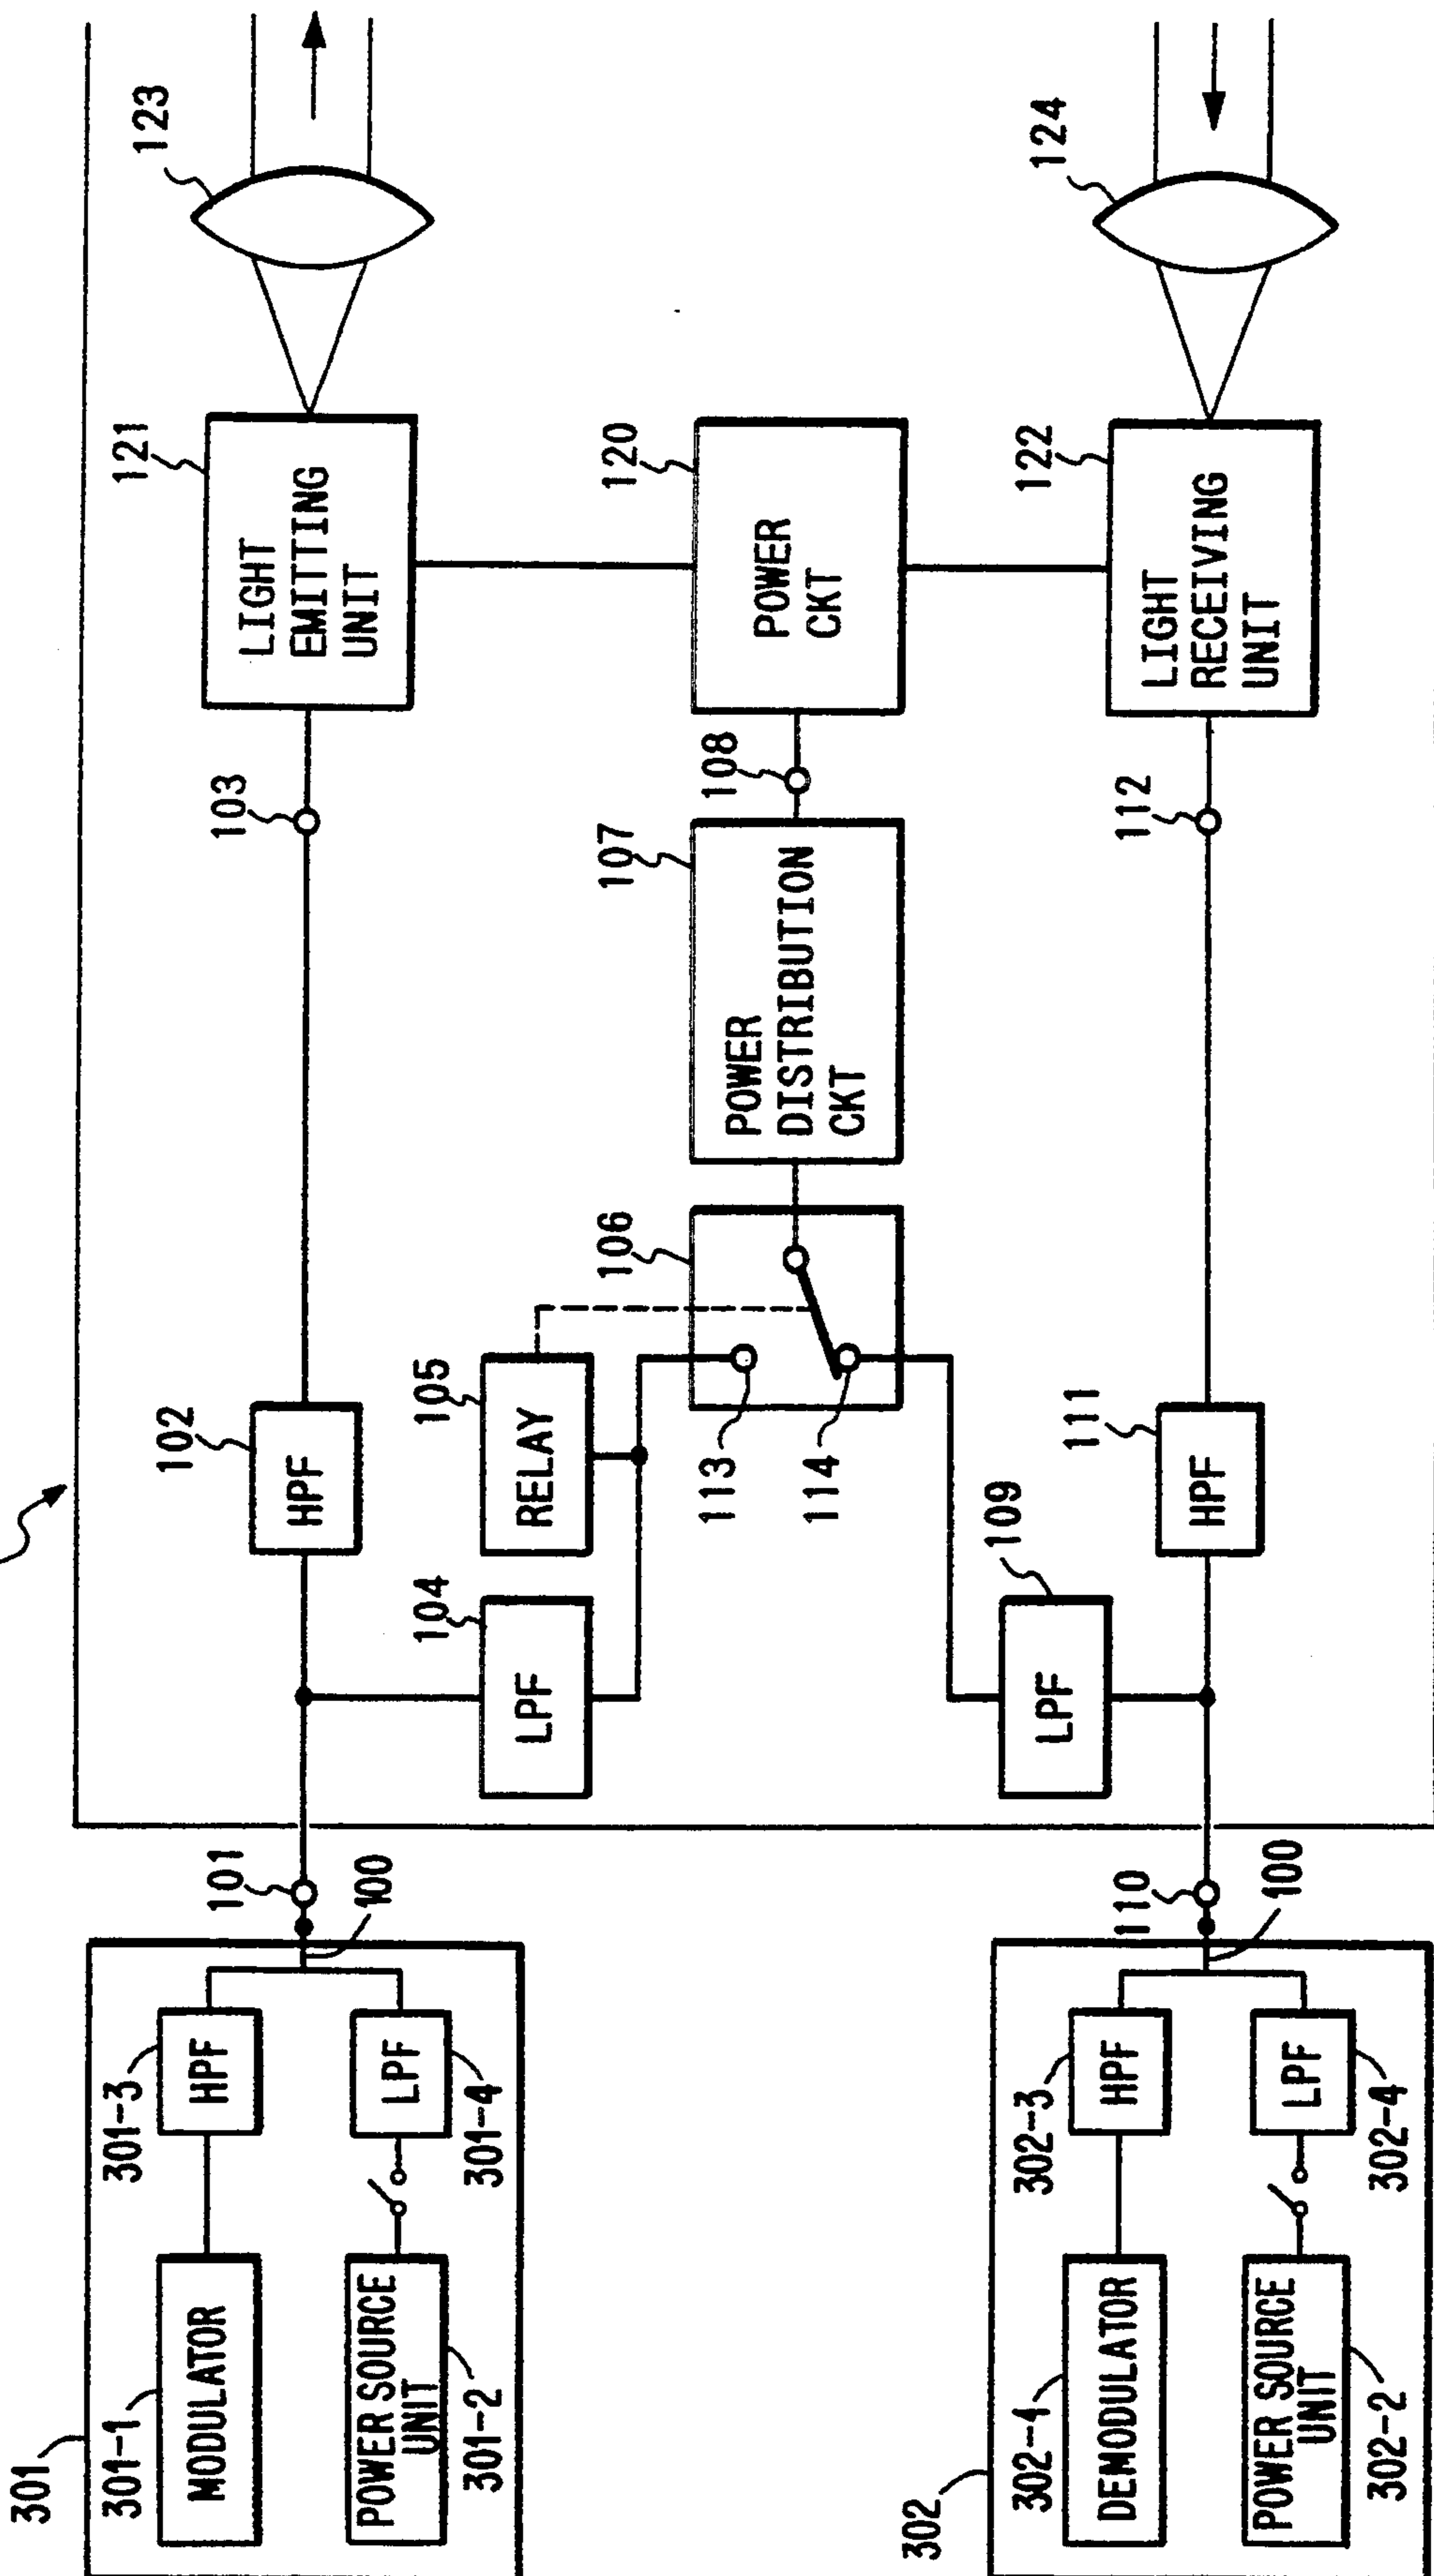 301
301-1
MODULATOR
301-3
HPF
POWER SOURCE
UNIT
301-2
LPF
301-4
101
100
102
HPF
103
121
LIGHT
EMITTING
UNIT
123
104
LPF
105
RELAY
106
113
114
107
POWER
DISTRIBUTION
CKT
108
120
POWER
CKT
302
302-1
DEMODULATOR
302-3
HPF
POWER SOURCE
UNIT
302-2
LPF
302-4
110
100
109
LPF
111
HPF
112
122
LIGHT
RECEIVING
UNIT
124